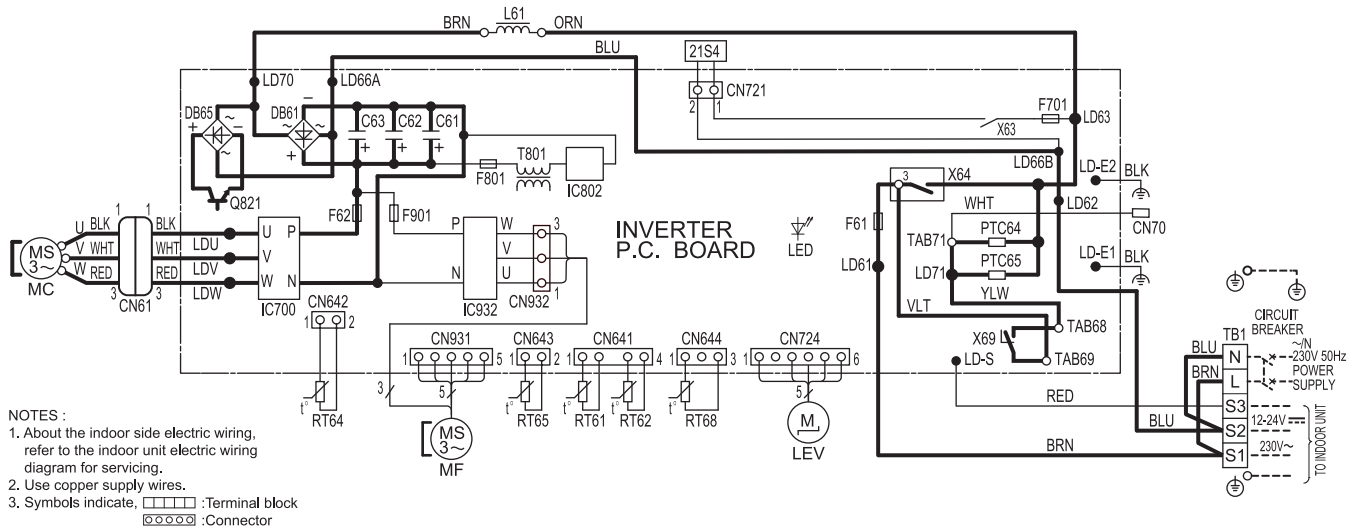 BRN L61 ORN
BLU
21S4
LD70 LD66A
CN721
2 1
DB65 ~ + − ~
DB61 − ~ ~ +
C63 C62 C61
+ + +
F701
X63
LD63
T801
F801
IC802
Q821
LD66B
LD-E2 BLK
3 X64
LD62
F62 F901
INVERTER
P.C. BOARD
LED
F61
WHT
CN70
TAB71
PTC64
1 1
U BLK BLK LDU U P
V WHT WHT LDV V
W RED RED LDW W N
3 3
MS
3~
MC
CN61
IC700
P W 3
V
N U 1
IC932
CN932
LD61
LD71
PTC65
LD-E1 BLK
YLW
VLT
CN642
1 2
t° RT64
CN931
1 5
CN643
1 2
CN641
1 4
CN644
1 3
CN724
1 6
X69
TAB68
TAB69
LD-S
3
5
t° RT65
t° RT61
RT62
t° RT68
5
MS
3~
MF
M
LEV
RED
BLU
BRN
CIRCUIT
BREAKER
TB1
~/N
230V 50Hz
POWER
SUPPLY
BLU N
BRN L
S3
12-24V
S2
230V~
S1
TO INDOOR UNIT
NOTES :
1. About the indoor side electric wiring,
refer to the indoor unit electric wiring
diagram for servicing.
2. Use copper supply wires.
3. Symbols indicate, :Terminal block
:Connector